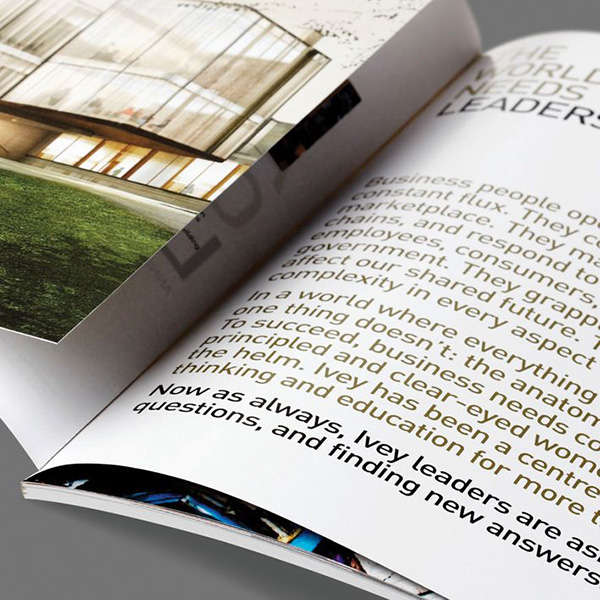 THE
WORLD
NEEDS
LEADERS
Business people ope
constant flux. They co
marketplace. They ma
chains, and respond to
employees, consumers,
government. They grapp
affect our shared future. T
complexity in every aspect
In a world where everything
one thing doesn't: the anatom
To succeed, business needs co
principled and clear-eyed wome
the helm. Ivey has been a centre
thinking and education for more t
Now as always, Ivey leaders are as
questions, and finding new answers